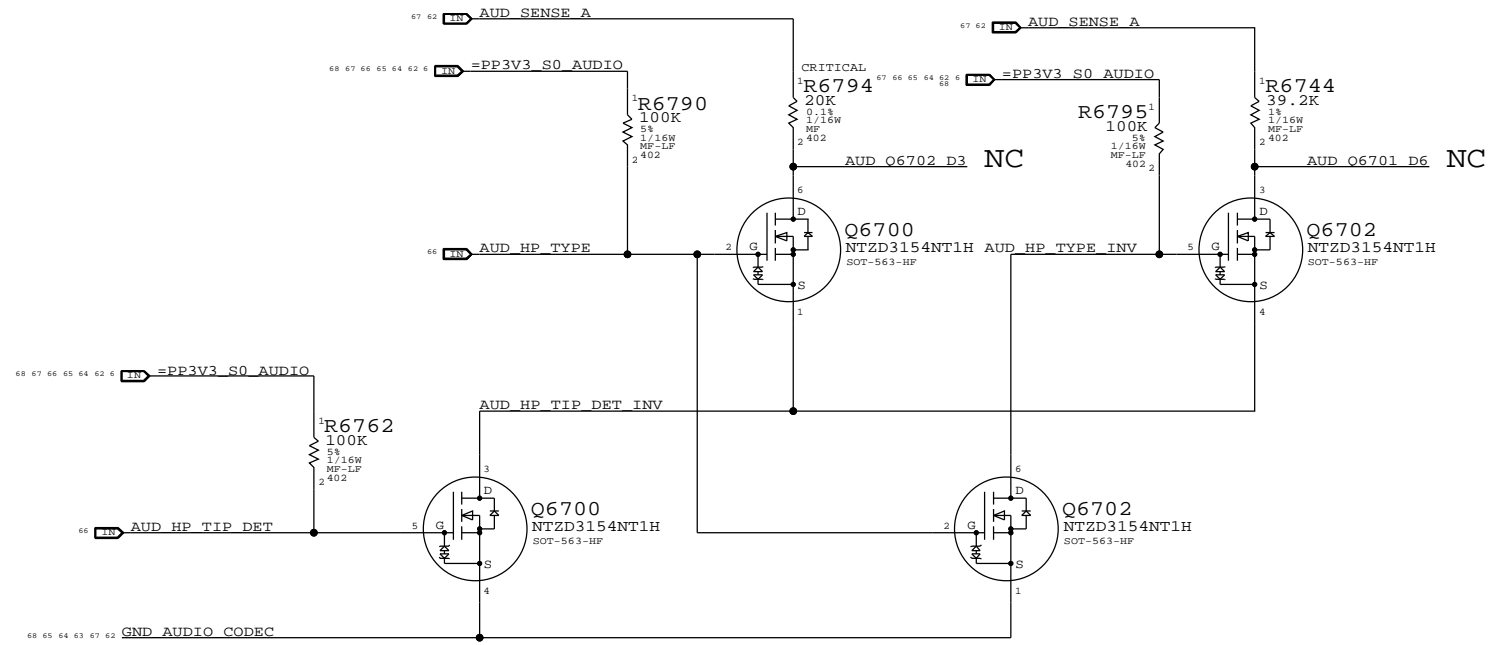 67 62 IN AUD_SENSE_A
67 62 IN AUD_SENSE_A
68 67 66 65 64 62 6 IN =PP3V3_S0_AUDIO
CRITICAL
1 R6794
20K
0.1%
1/16W
MF
402
2
67 66 65 64 62 6
68
IN =PP3V3_S0_AUDIO
1 R6744
39.2K
1%
1/16W
MF-LF
402
2
1 R6790
100K
5%
1/16W
MF-LF
402
2
R6795 1
100K
5%
1/16W
MF-LF
402
2
AUD_Q6702_D3 NC
AUD_Q6701_D6 NC
66 IN AUD_HP_TYPE
2
6
D
G
S
1
Q6700
NTZD3154NT1H
SOT-563-HF
AUD_HP_TYPE_INV
5
3
D
G
S
4
Q6702
NTZD3154NT1H
SOT-563-HF
68 67 66 65 64 62 6 IN =PP3V3_S0_AUDIO
1 R6762
100K
5%
1/16W
MF-LF
402
2
AUD_HP_TIP_DET_INV
66 IN AUD_HP_TIP_DET
5
3
D
G
S
4
Q6700
NTZD3154NT1H
SOT-563-HF
2
6
D
G
S
1
Q6702
NTZD3154NT1H
SOT-563-HF
68 65 64 63 67 62 GND_AUDIO_CODEC